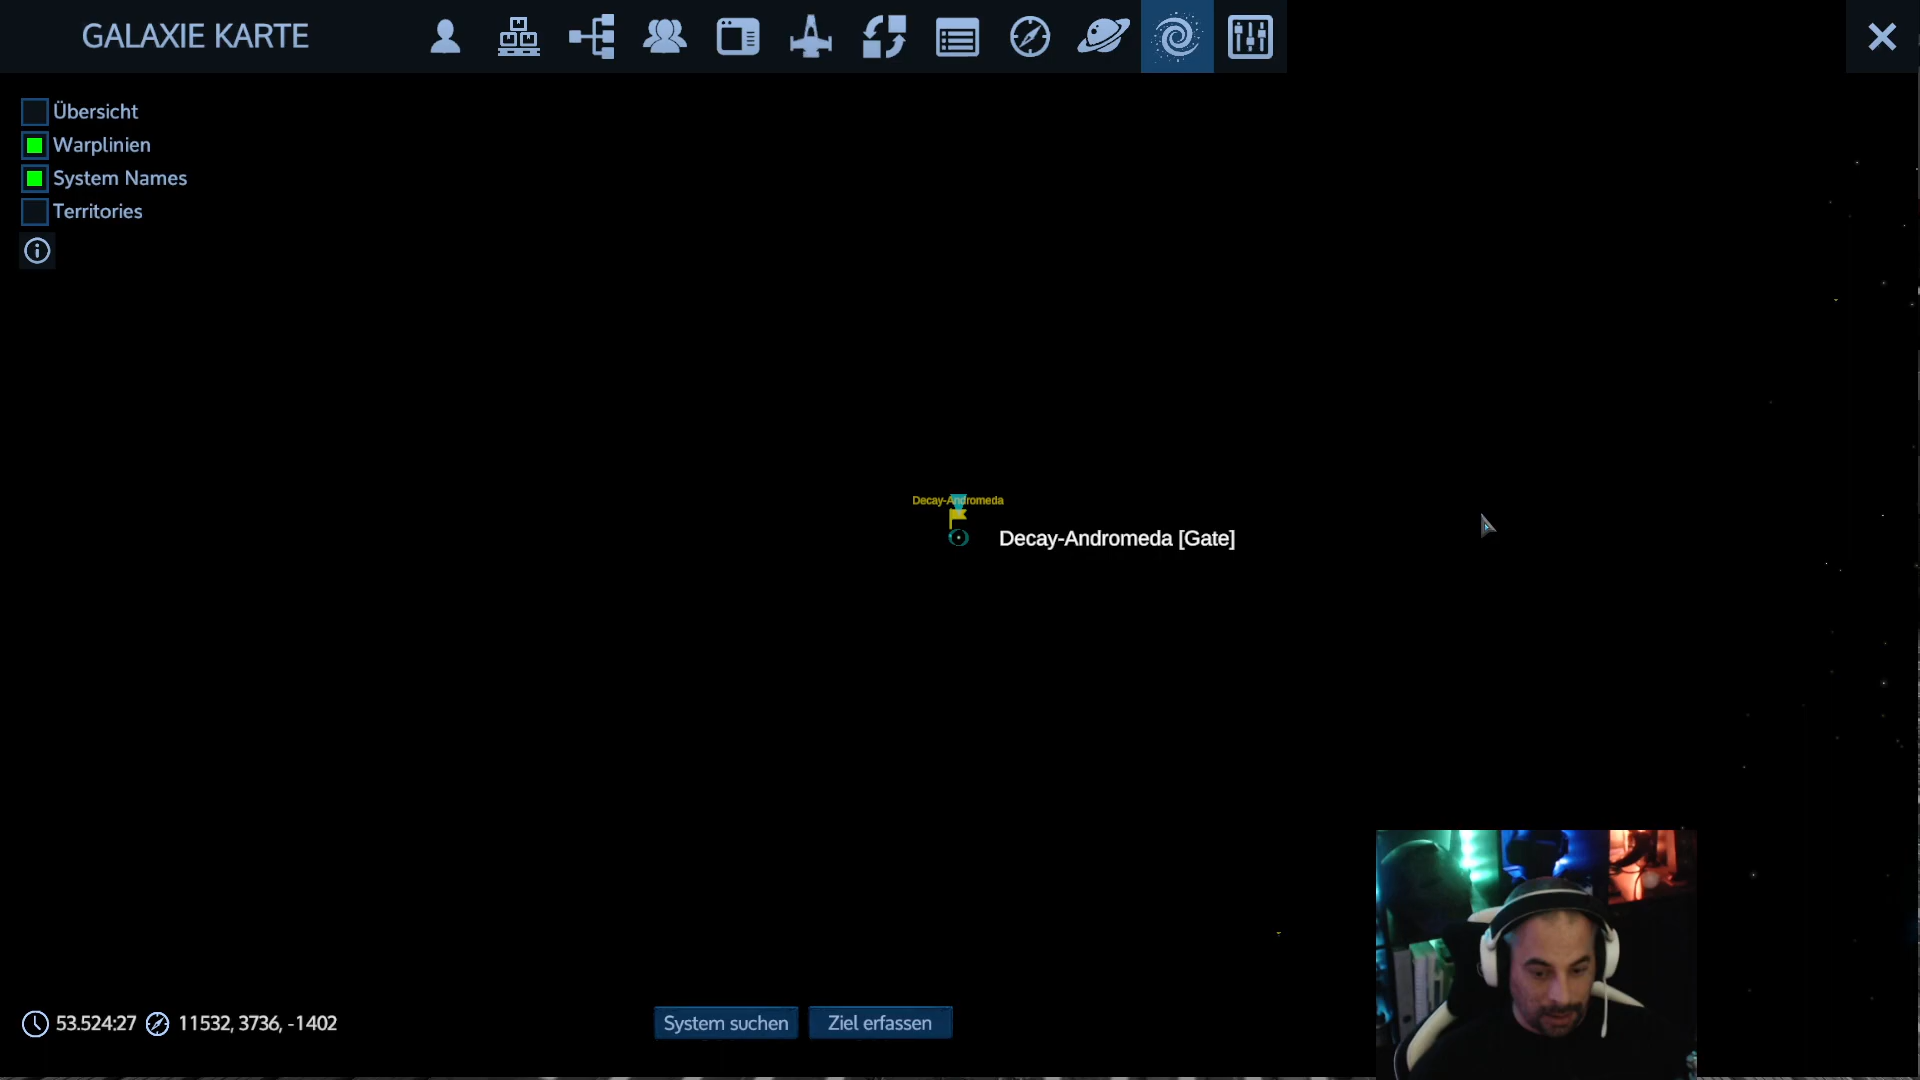 GALAXIE KARTE
Übersicht
Warplinien
System Names
Territories
Decay-Andromeda
Decay-Andromeda [Gate]
53.524:27 11532, 3736, -1402
System suchen Ziel erfassen